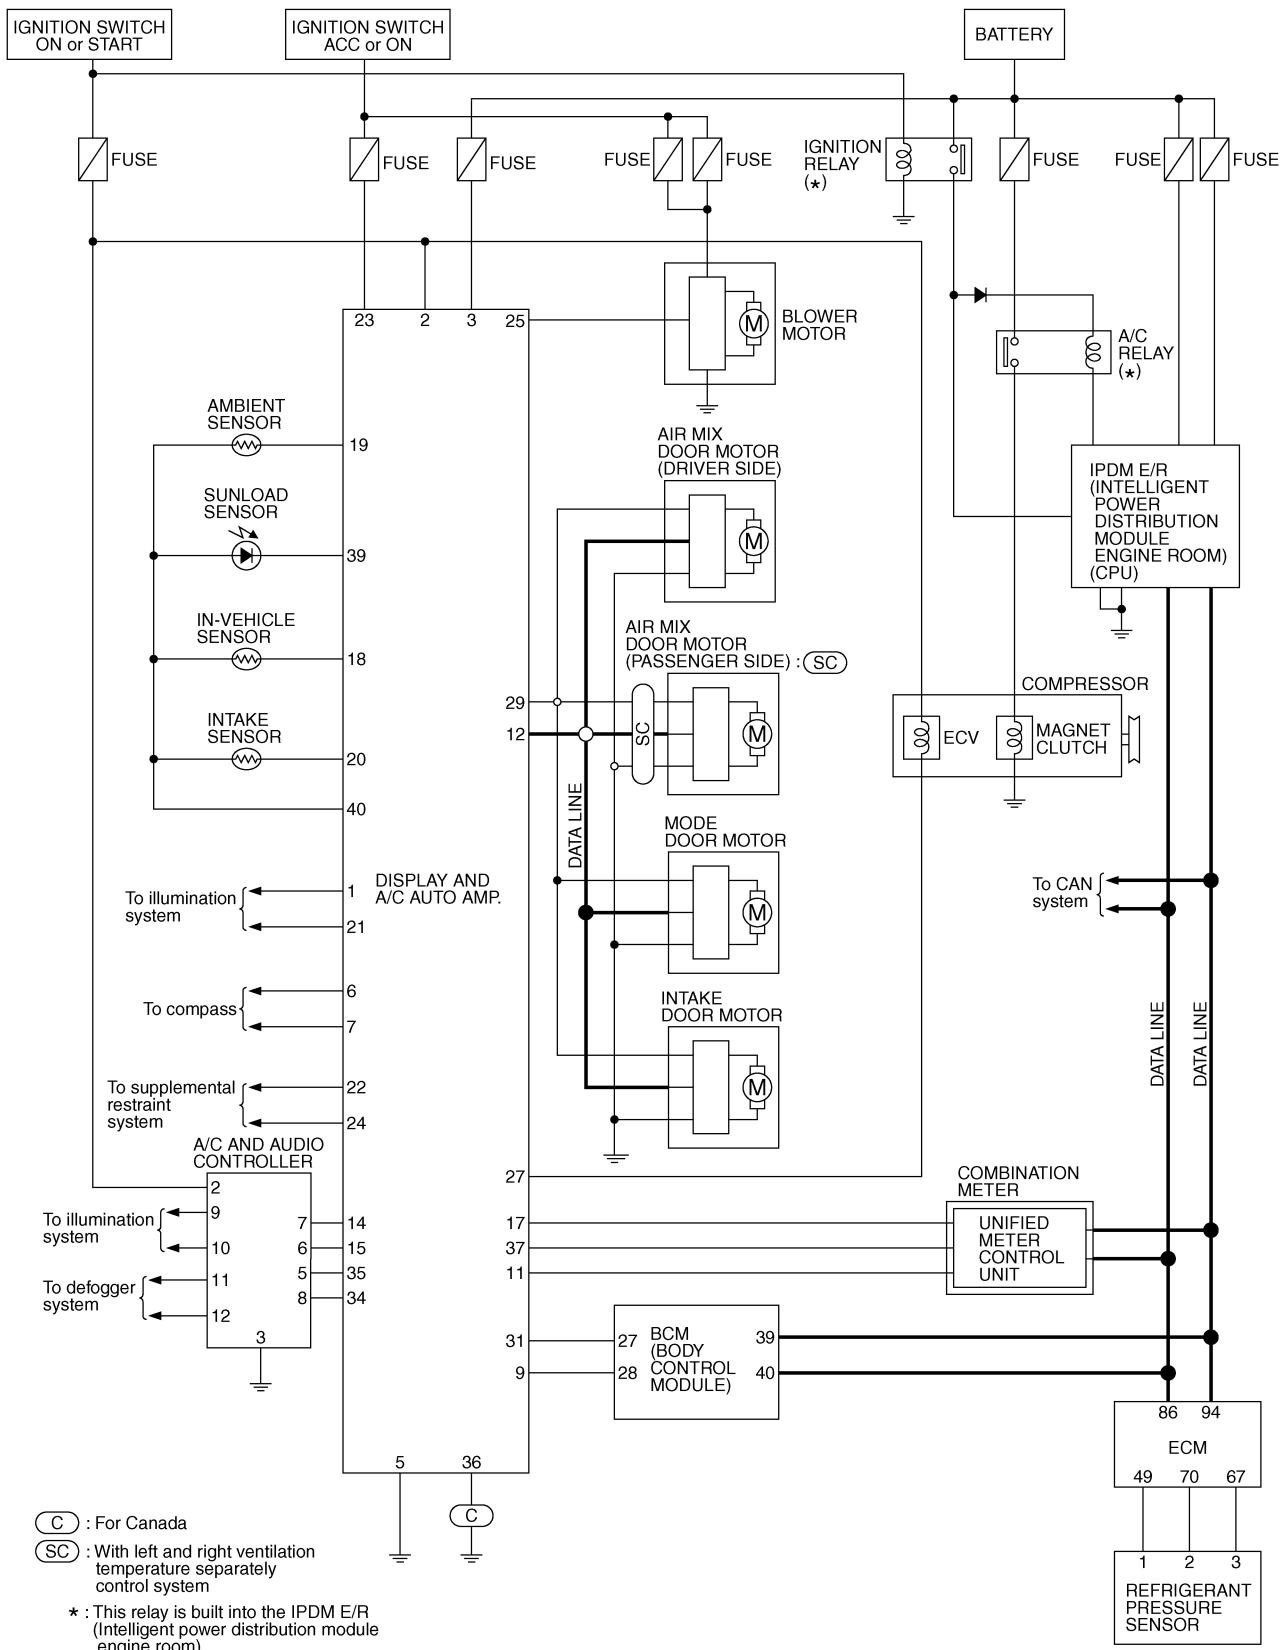 IGNITION SWITCH
ON or START
IGNITION SWITCH
ACC or ON
BATTERY
FUSE
FUSE
FUSE
FUSE
FUSE
IGNITION
RELAY
(*)
FUSE
FUSE
FUSE
23
2
3
25
BLOWER
MOTOR
M
A/C
RELAY
(*)
AMBIENT
SENSOR
19
SUNLOAD
SENSOR
39
IN-VEHICLE
SENSOR
18
INTAKE
SENSOR
20
40
AIR MIX
DOOR MOTOR
(DRIVER SIDE)
M
IPDM E/R
(INTELLIGENT
POWER
DISTRIBUTION
MODULE
ENGINE ROOM)
(CPU)
AIR MIX
DOOR MOTOR
(PASSENGER SIDE) : SC
29
12
SC
M
COMPRESSOR
ECV
MAGNET
CLUTCH
DATA LINE
MODE
DOOR MOTOR
M
DISPLAY AND
A/C AUTO AMP.
To illumination
system
1
21
To CAN
system
To compass
6
7
INTAKE
DOOR MOTOR
M
DATA LINE
DATA LINE
To supplemental
restraint
system
22
24
A/C AND AUDIO
CONTROLLER
2
9
10
11
12
3
To illumination
system
To defogger
system
7
6
5
8
14
15
35
34
27
17
37
11
COMBINATION
METER
UNIFIED
METER
CONTROL
UNIT
31
9
27
28
BCM
(BODY
CONTROL
MODULE)
39
40
5
36
C
86
94
ECM
49
70
67
1
2
3
REFRIGERANT
PRESSURE
SENSOR
C : For Canada
SC : With left and right ventilation
temperature separately
control system
* : This relay is built into the IPDM E/R
(Intelligent power distribution module
engine room)